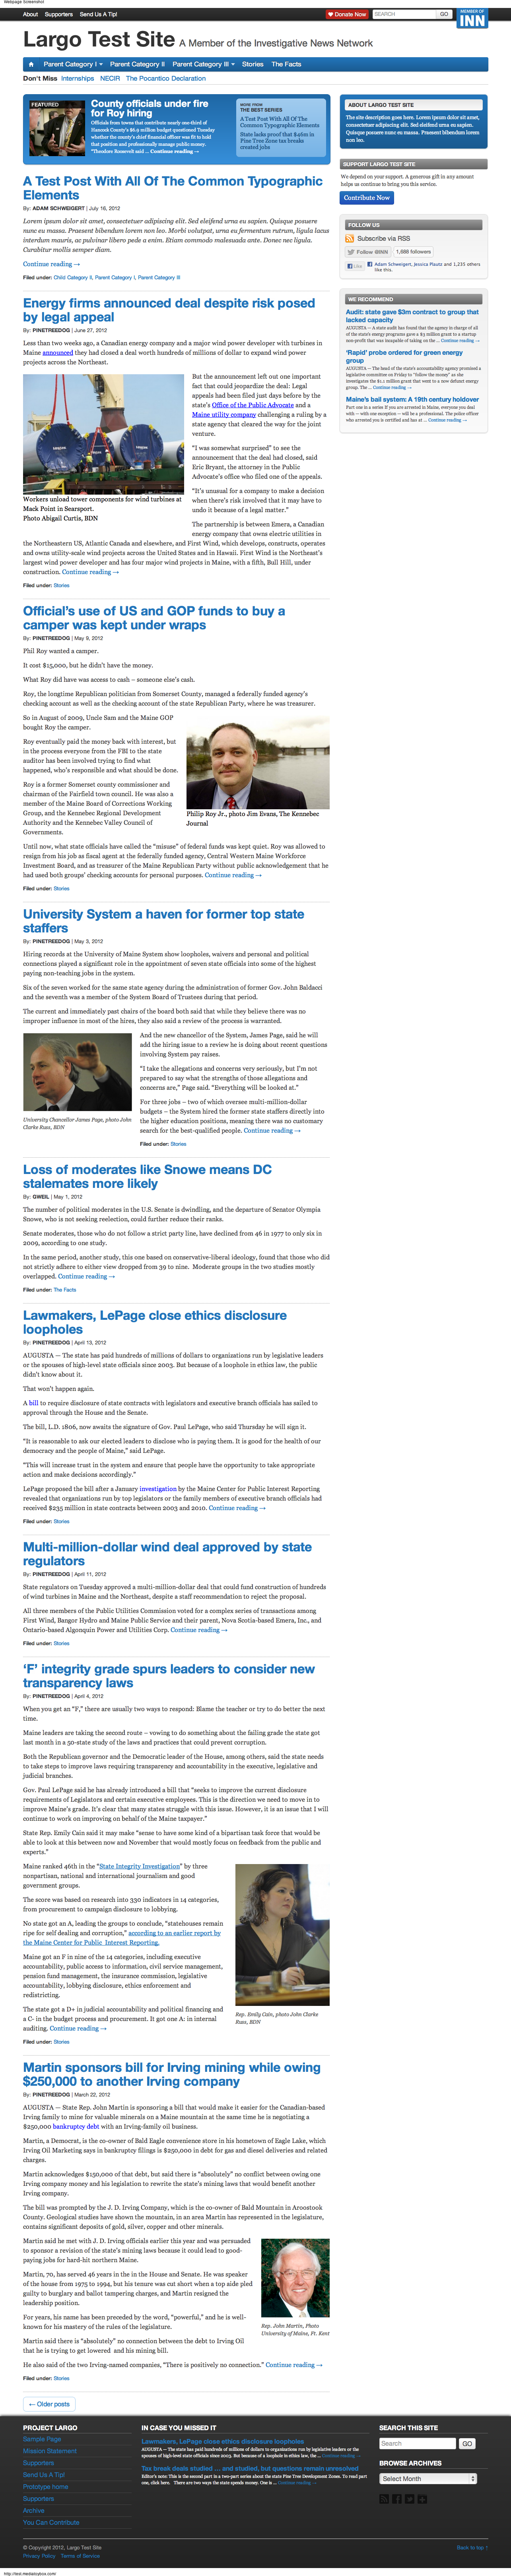 Webpage Screenshot
About Supporters Send Us A Tip! Donate Now SEARCH GO MEMBER OF INN
Largo Test Site A Member of the Investigative News Network
Parent Category I Parent Category II Parent Category III Stories The Facts
Don't Miss Internships NECIR The Pocantico Declaration
FEATURED
County officials under fire
for Roy hiring
Officials from five towns that contribute nearly one-third of
Hancock County's $6.9 million budget questioned Tuesday
whether the county's financial officer was fit to hold
that position and professionally manage public money.
"Theodore Roosevelt said ... Continue reading →
MORE FROM
THE BEST SERIES
A Test Post With All Of The
Common Typographic Elements
State lacks proof that $460m in
Pine Tree Zone tax breaks
created jobs
A Test Post With All Of The Common Typographic
Elements
By: ADAM SCHWEIGERT | July 16, 2012
Lorem ipsum dolor sit amet, consectetuer adipiscing elit. Sed eleifend urna eu sapien. Quisque posuere
nunc eu massa. Praesent bibendum lorem non leo. Morbi volutpat, urna eu fermentum rutrum, ligula lacus
interdum mauris, ac pulvinar libero pede a enim. Etiam commodo malesuada ante. Donec nec ligula.
Curabitur mollis semper diam.
Continue reading →
Filed under: Child Category II, Parent Category I, Parent Category III
Energy firms announced deal despite risk posed
by legal appeal
By: PINETREEDOG | June 27, 2012
Less than two weeks ago, a Canadian energy company and a major wind power developer with turbines in
Maine announced they had closed a deal worth hundreds of millions of dollars to expand wind power
projects across the Northeast.
But the announcement left out one important
fact that could jeopardize the deal: Legal
appeals had been filed just days before by the
state's Office of the Public Advocate and a
Maine utility company challenging a ruling by a
state agency that cleared the way for the joint
venture.
"I was somewhat surprised" to see the
announcement that the deal had closed, said
Eric Bryant, the attorney in the Public
Advocate's office who filed one of the appeals.
"It's unusual for a company to make a decision
when there's risk involved that it may have to
undo it because of a legal matter."
Workers unload tower components for wind turbines at
Mack Point in Searsport.
Photo Abigail Curtis, BDN
The partnership is between Emera, a Canadian
energy company that owns electric utilities in
the Northeastern US, Atlantic Canada and elsewhere, and First Wind, which develops, constructs, operates
and owns utility-scale wind projects across the United States and in Hawaii. First Wind is the Northeast's
largest wind power developer and has four major wind projects in Maine, with a fifth, Bull Hill, under
construction. Continue reading →
Filed under: Stories
Official's use of US and GOP funds to buy a
camper was kept under wraps
By: PINETREEDOG | May 9, 2012
Phil Roy wanted a camper.
It cost $15,000, but he didn't have the money.
What Roy did have was access to cash – someone else's cash.
Roy, the longtime Republican politician from Somerset County, managed a federally funded agency's
checking account as well as the checking account of the state Republican Party, where he was treasurer.
So in August of 2009, Uncle Sam and the Maine GOP
bought Roy the camper.
Roy eventually paid the money back with interest, but
in the process everyone from the FBI to the state
auditor has been involved trying to find what
happened, who's responsible and what should be done.
Roy is a former Somerset county commissioner and
chairman of the Fairfield town council. He was also a
member of the Maine Board of Corrections Working
Group, and the Kennebec Regional Development
Authority and the Kennebec Valley Council of
Governments.
Philip Roy Jr., photo Jim Evans, The Kennebec
Journal
Until now, what state officials have called the "misuse" of federal funds was kept quiet. Roy was allowed to
resign from his job as fiscal agent at the federally funded agency, Central Western Maine Workforce
Investment Board, and as treasurer of the Maine Republican Party without public acknowledgement that he
had used both groups' checking accounts for personal purposes. Continue reading →
Filed under: Stories
University System a haven for former top state
staffers
By: PINETREEDOG | May 3, 2012
Hiring records at the University of Maine System show loopholes, waivers and personal and political
connections played a significant role in the appointment of seven state officials into some of the highest
paying non-teaching jobs in the system.
Six of the seven worked for the same state agency during the administration of former Gov. John Baldacci
and the seventh was a member of the System Board of Trustees during that period.
The current and immediately past chairs of the board both said that while they believe there was no
improper influence in most of the hires, they also said a review of the process is warranted.
And the new chancellor of the System, James Page, said he will
add the hiring issue to a review he is doing about recent questions
involving System pay raises.
"I take the allegations and concerns very seriously, but I'm not
prepared to say what the strengths of those allegations and
concerns are," Page said. "Everything will be looked at."
For three jobs – two of which oversee multi-million-dollar
budgets – the System hired the former state staffers directly into
the higher education positions, meaning there was no customary
search for the best-qualified people. Continue reading →
University Chancellor James Page, photo John
Clarke Russ, BDN
Filed under: Stories
Loss of moderates like Snowe means DC
stalemates more likely
By: GWEIL | May 1, 2012
The number of political moderates in the U.S. Senate is dwindling, and the departure of Senator Olympia
Snowe, who is not seeking reelection, could further reduce their ranks.
Senate moderates, those who do not follow a strict party line, have declined from 46 in 1977 to only six in
2009, according to one study.
In the same period, another study, this one based on conservative-liberal ideology, found that those who did
not strictly adhere to either view dropped from 39 to nine.  Moderate groups in the two studies mostly
overlapped. Continue reading →
Filed under: The Facts
Lawmakers, LePage close ethics disclosure
loopholes
By: PINETREEDOG | April 13, 2012
AUGUSTA — The state has paid hundreds of millions of dollars to organizations run by legislative leaders
or the spouses of high-level state officials since 2003. But because of a loophole in ethics law, the public
didn't know about it.
That won't happen again.
A bill to require disclosure of state contracts with legislators and executive branch officials has sailed to
approval through the House and the Senate.
The bill, L.D. 1806, now awaits the signature of Gov. Paul LePage, who said Thursday he will sign it.
"It is reasonable to ask our elected leaders to disclose who is paying them. It is good for the health of our
democracy and the people of Maine," said LePage.
"This will ensure trust in the system and ensure that people have the opportunity to take appropriate
action and make decisions accordingly."
LePage proposed the bill after a January investigation by the Maine Center for Public Interest Reporting
revealed that organizations run by top legislators or the family members of executive branch officials had
received $235 million in state contracts between 2003 and 2010. Continue reading →
Filed under: Stories
Multi-million-dollar wind deal approved by state
regulators
By: PINETREEDOG | April 11, 2012
State regulators on Tuesday approved a multi-million-dollar deal that could fund construction of hundreds
of wind turbines in Maine and the Northeast, despite a staff recommendation to reject the proposal.
All three members of the Public Utilities Commission voted for a complex series of transactions among
First Wind, Bangor Hydro and Maine Public Service and their parent, Nova Scotia-based Emera, Inc., and
Ontario-based Algonquin Power and Utilities Corp. Continue reading →
Filed under: Stories
'F' integrity grade spurs leaders to consider new
transparency laws
By: PINETREEDOG | April 4, 2012
When you get an "F," there are usually two ways to respond: Blame the teacher or try to do better the next
time.
Maine leaders are taking the second route – vowing to do something about the failing grade the state got
last month in a 50-state study of the laws and practices that could prevent corruption.
Both the Republican governor and the Democratic leader of the House, among others, said the state needs
to take steps to improve laws requiring transparency and accountability in the executive, legislative and
judicial branches.
Gov. Paul LePage said he has already introduced a bill that "seeks to improve the current disclosure
requirements of Legislators and certain executive employees. This is the direction we need to move in to
improve Maine's grade. It's clear that many states struggle with this issue. However, it is an issue that I will
continue to work on improving on behalf of the Maine taxpayer."
State Rep. Emily Cain said it may make "sense to have some kind of a bipartisan task force that would be
able to look at this in between now and November that would mostly focus on feedback from the public and
experts."
Maine ranked 46th in the "State Integrity Investigation" by three
nonpartisan, national and international journalism and good
government groups.
The score was based on research into 330 indicators in 14 categories,
from procurement to campaign disclosure to lobbying.
No state got an A, leading the groups to conclude, "statehouses remain
ripe for self dealing and corruption," according to an earlier report by
the Maine Center for Public  Interest Reporting.
Maine got an F in nine of the 14 categories, including executive
accountability, public access to information, civil service management,
pension fund management, the insurance commission, legislative
accountability, lobbying disclosure, ethics enforcement and
redistricting.
The state got a D+ in judicial accountability and political financing and
a C- in the budget process and procurement. It got one A: in internal
auditing. Continue reading →
Rep. Emily Cain, photo John Clarke
Russ, BDN
Filed under: Stories
Martin sponsors bill for Irving mining while owing
$250,000 to another Irving company
By: PINETREEDOG | March 22, 2012
AUGUSTA — State Rep. John Martin is sponsoring a bill that would make it easier for the Canadian-based
Irving family to mine for valuable minerals on a Maine mountain at the same time he is negotiating a
$250,000 bankruptcy debt with an Irving-family oil business.
Martin, a Democrat, is the co-owner of Bald Eagle convenience store in his hometown of Eagle Lake, which
Irving Oil Marketing says in bankruptcy filings is $250,000 in debt for gas and diesel deliveries and related
charges.
Martin acknowledges $150,000 of that debt, but said there is "absolutely" no conflict between owing one
Irving company money and his legislation to rewrite the state's mining laws that would benefit another
Irving company.
The bill was prompted by J. D. Irving Company, which is the co-owner of Bald Mountain in Aroostook
County. Geological studies have shown the mountain, in an area Martin has represented in the legislature,
contains significant deposits of gold, silver, copper and other minerals.
Martin said he met with J. D. Irving officials earlier this year and was persuaded
to sponsor a revision of the state's mining laws because it could lead to good-
paying jobs for hard-hit northern Maine.
Martin, 70, has served 46 years in the in the House and Senate. He was speaker
of the house from 1975 to 1994, but his tenure was cut short when a top aide pled
guilty to burglary and ballot tampering charges, and Martin resigned the
leadership position.
For years, his name has been preceded by the word, "powerful," and he is well-
known for his mastery of the rules of the legislature.
Martin said there is "absolutely" no connection between the debt to Irving Oil
that he is trying to get lowered  and his mining bill.
Rep. John Martin, Photo
University of Maine, Ft. Kent
He also said of the two Irving-named companies, "There is positively no connection." Continue reading →
Filed under: Stories
← Older posts
ABOUT LARGO TEST SITE
The site description goes here. Lorem ipsum dolor sit amet,
consectetuer adipiscing elit. Sed eleifend urna eu sapien.
Quisque posuere nunc eu massa. Praesent bibendum lorem
non leo.
SUPPORT LARGO TEST SITE
We depend on your support. A generous gift in any amount
helps us continue to bring you this service.
Contribute Now
FOLLOW US
Subscribe via RSS
Follow @INN 1,688 followers
Like Adam Schweigert, Jessica Plautz and 1,235 others
like this.
WE RECOMMEND
Audit: state gave $3m contract to group that
lacked capacity
AUGUSTA — A state audit has found that the agency in charge of all
of the state's energy programs gave a $3 million grant to a startup
non-profit that was incapable of taking on the ... Continue reading →
'Rapid' probe ordered for green energy
group
AUGUSTA — The head of the state's accountability agency promised a
legislative committee on Friday to "follow the money" as she
investigates the $1.1 million grant that went to a now defunct energy
group. The ... Continue reading →
Maine's bail system: A 19th century holdover
Part one in a series If you are arrested in Maine, everyone you deal
with — with one exception — will be a professional. The police officer
who arrested you is certified and has at ... Continue reading →
PROJECT LARGO
Sample Page
Mission Statement
Supporters
Send Us A Tip!
Prototype home
Supporters
Archive
You Can Contribute
IN CASE YOU MISSED IT
Lawmakers, LePage close ethics disclosure loopholes
AUGUSTA — The state has paid hundreds of millions of dollars to organizations run by legislative leaders or the
spouses of high-level state officials since 2003. But because of a loophole in ethics law, the ... Continue reading →
Tax break deals studied … and studied, but questions remain unresolved
Editor's note: This is the second part in a two-part series about the state Pine Tree Development Zones. To read part
one, click here.   There are two ways the state spends money. One is ... Continue reading →
SEARCH THIS SITE
Search GO
BROWSE ARCHIVES
Select Month
© Copyright 2012, Largo Test Site
Privacy Policy Terms of Service
Back to top ↑
http://test.mediatoybox.com/